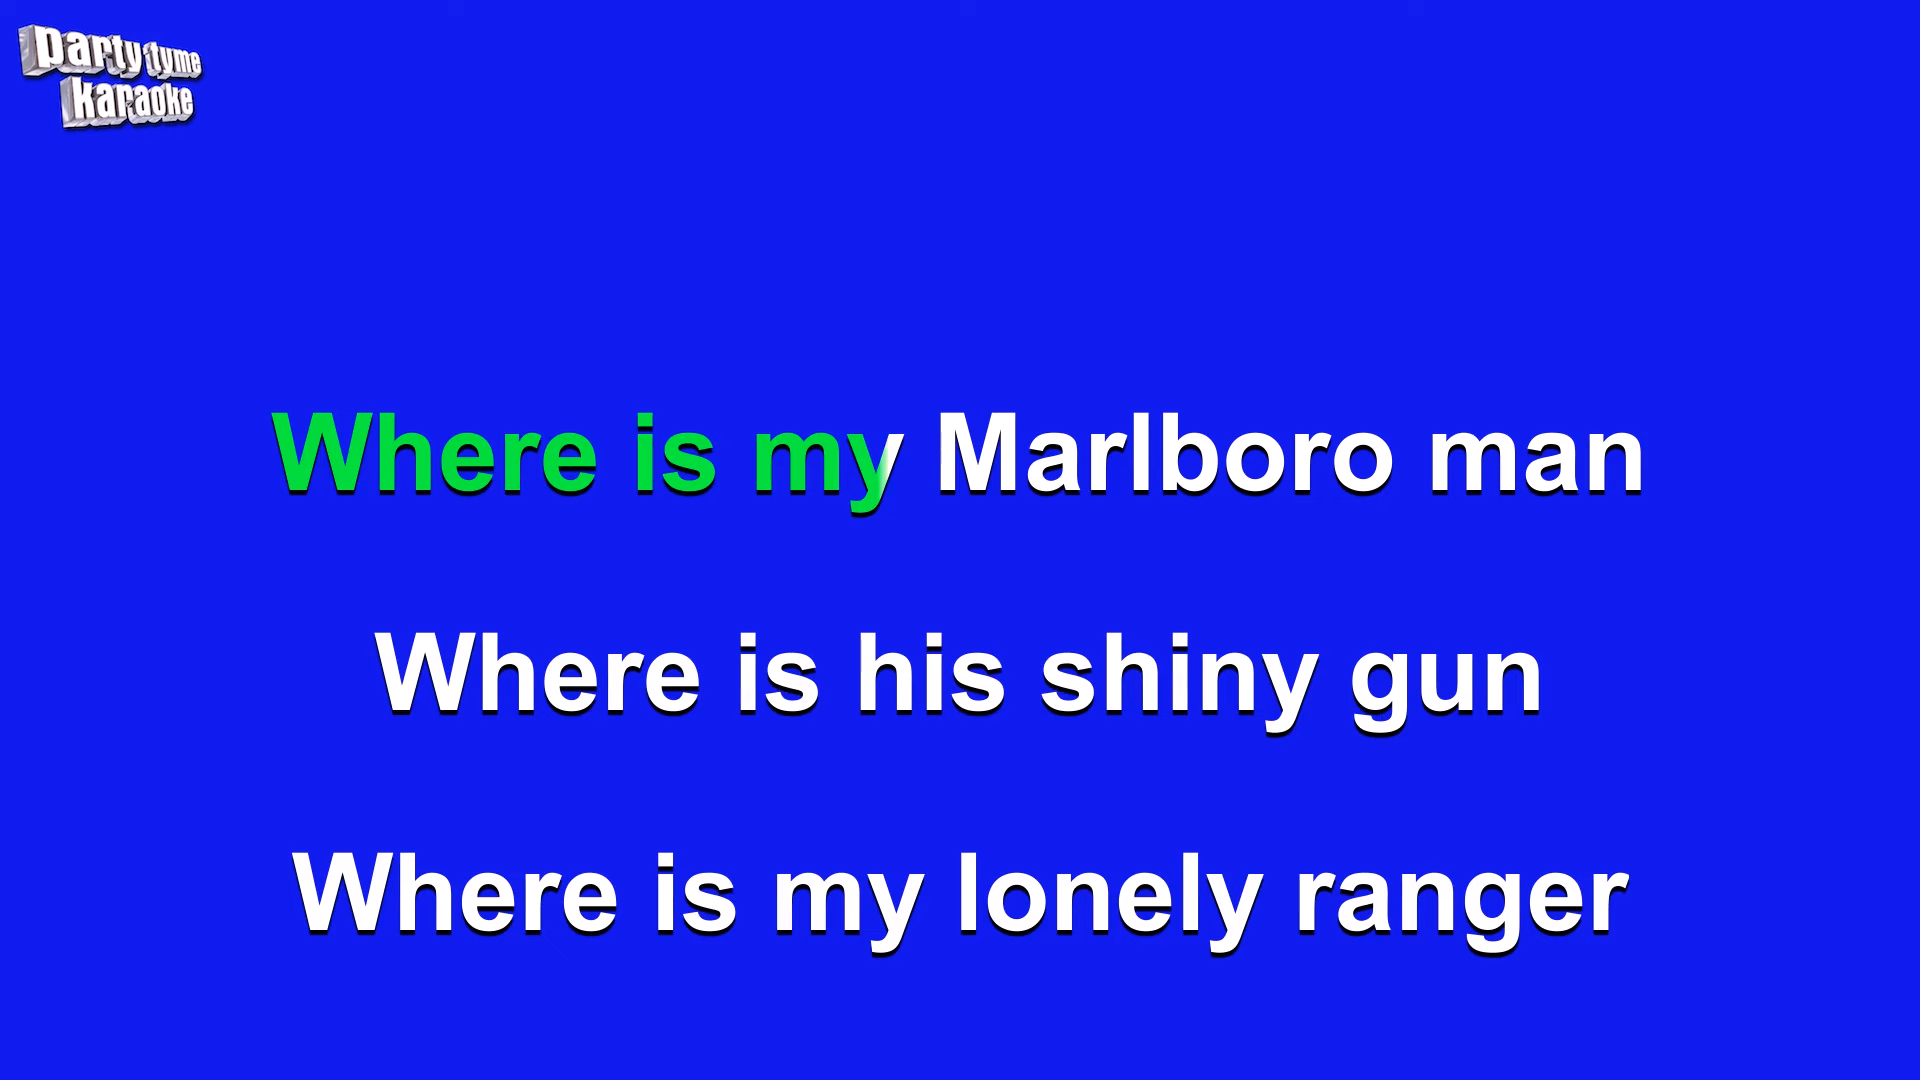 party tyme
karaoke
Where is my Marlboro man
Where is his shiny gun
Where is my lonely ranger